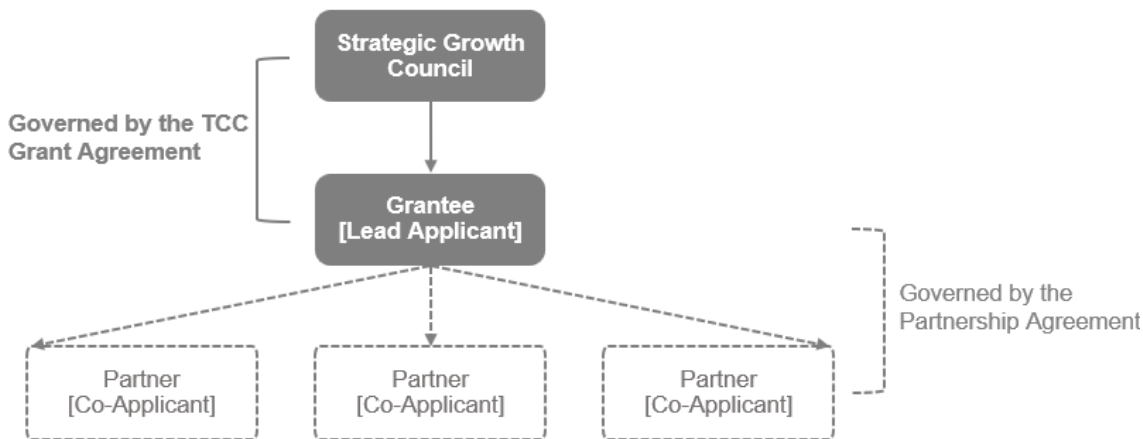 Strategic Growth
Council
Governed by the TCC
Grant Agreement
Grantee
[Lead Applicant]
Governed by the
Partnership Agreement
Partner
[Co-Applicant]
Partner
[Co-Applicant]
Partner
[Co-Applicant]